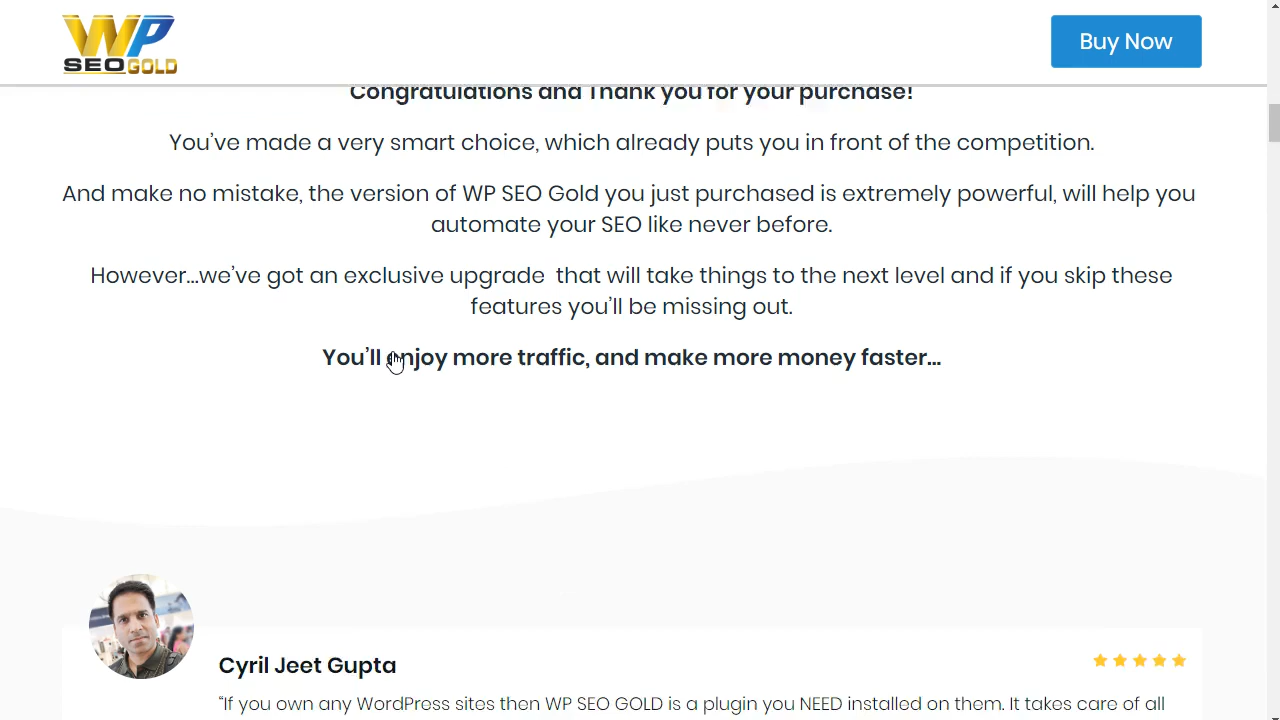 WP
SEO GOLD
Buy Now
Congratulations and Thank you for your purchase!
You've made a very smart choice, which already puts you in front of the competition.
And make no mistake, the version of WP SEO Gold you just purchased is extremely powerful, will help you
automate your SEO like never before.
However...we've got an exclusive upgrade  that will take things to the next level and if you skip these
features you'll be missing out.
You'll enjoy more traffic, and make more money faster...
Cyril Jeet Gupta
“If you own any WordPress sites then WP SEO GOLD is a plugin you NEED installed on them. It takes care of all